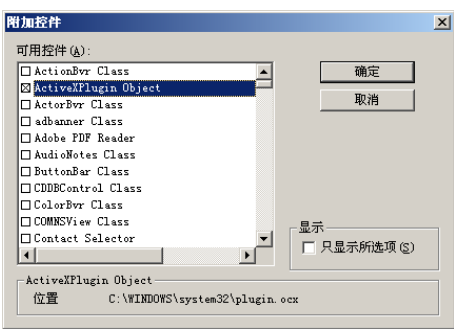 附加控件
可用控件(A):
ActionBvr Class
ActiveXPlugin Object
ActorBvr Class
adbanner Class
Adobe PDF Reader
AudioNotes Class
ButtonBar Class
CDDBControl Class
ColorBvr Class
COMNSView Class
Contact Selector
确定
取消
显示
只显示所选项(S)
ActiveXPlugin Object
位置 C:\WINDOWS\system32\plugin.ocx